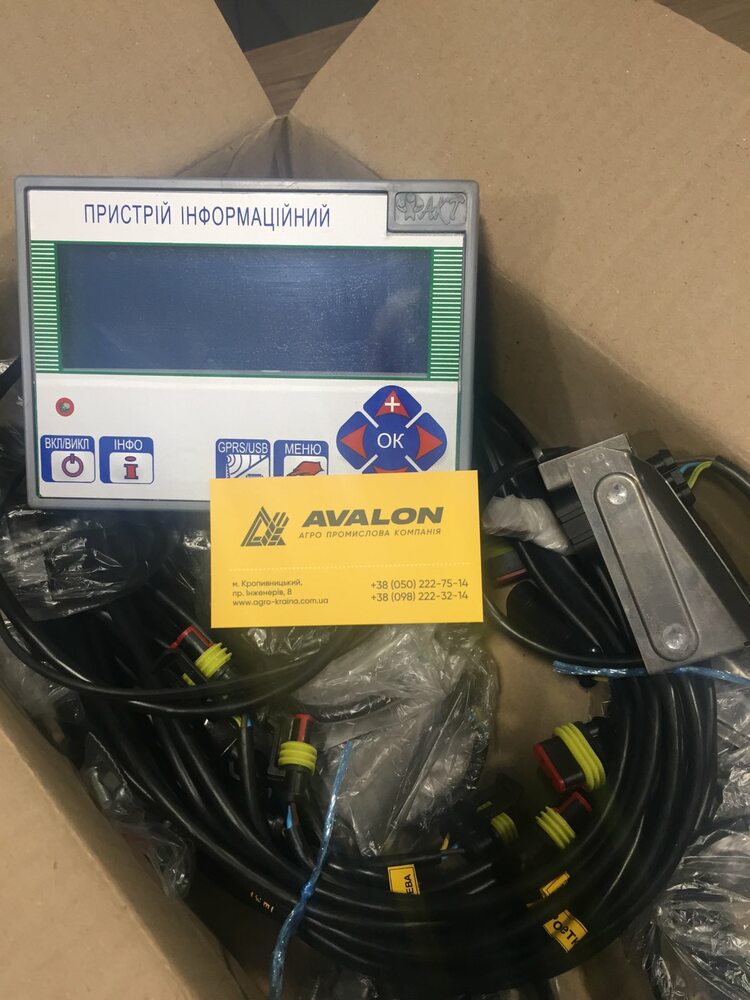 ПРИСТРІЙ ІНФОРМАЦІЙНИЙ
ФАКТ
ВКЛ/ВИКЛ
ІНФО
GPRS/USB
МЕНЮ
+
ОК
AVALON
АГРО ПРОМИСЛОВА КОМПАНІЯ
м. Кропивницький,
пр. Інженерів, 8
www.agro-kraina.com.ua
+38 (050) 222-75-14
+38 (098) 222-32-14